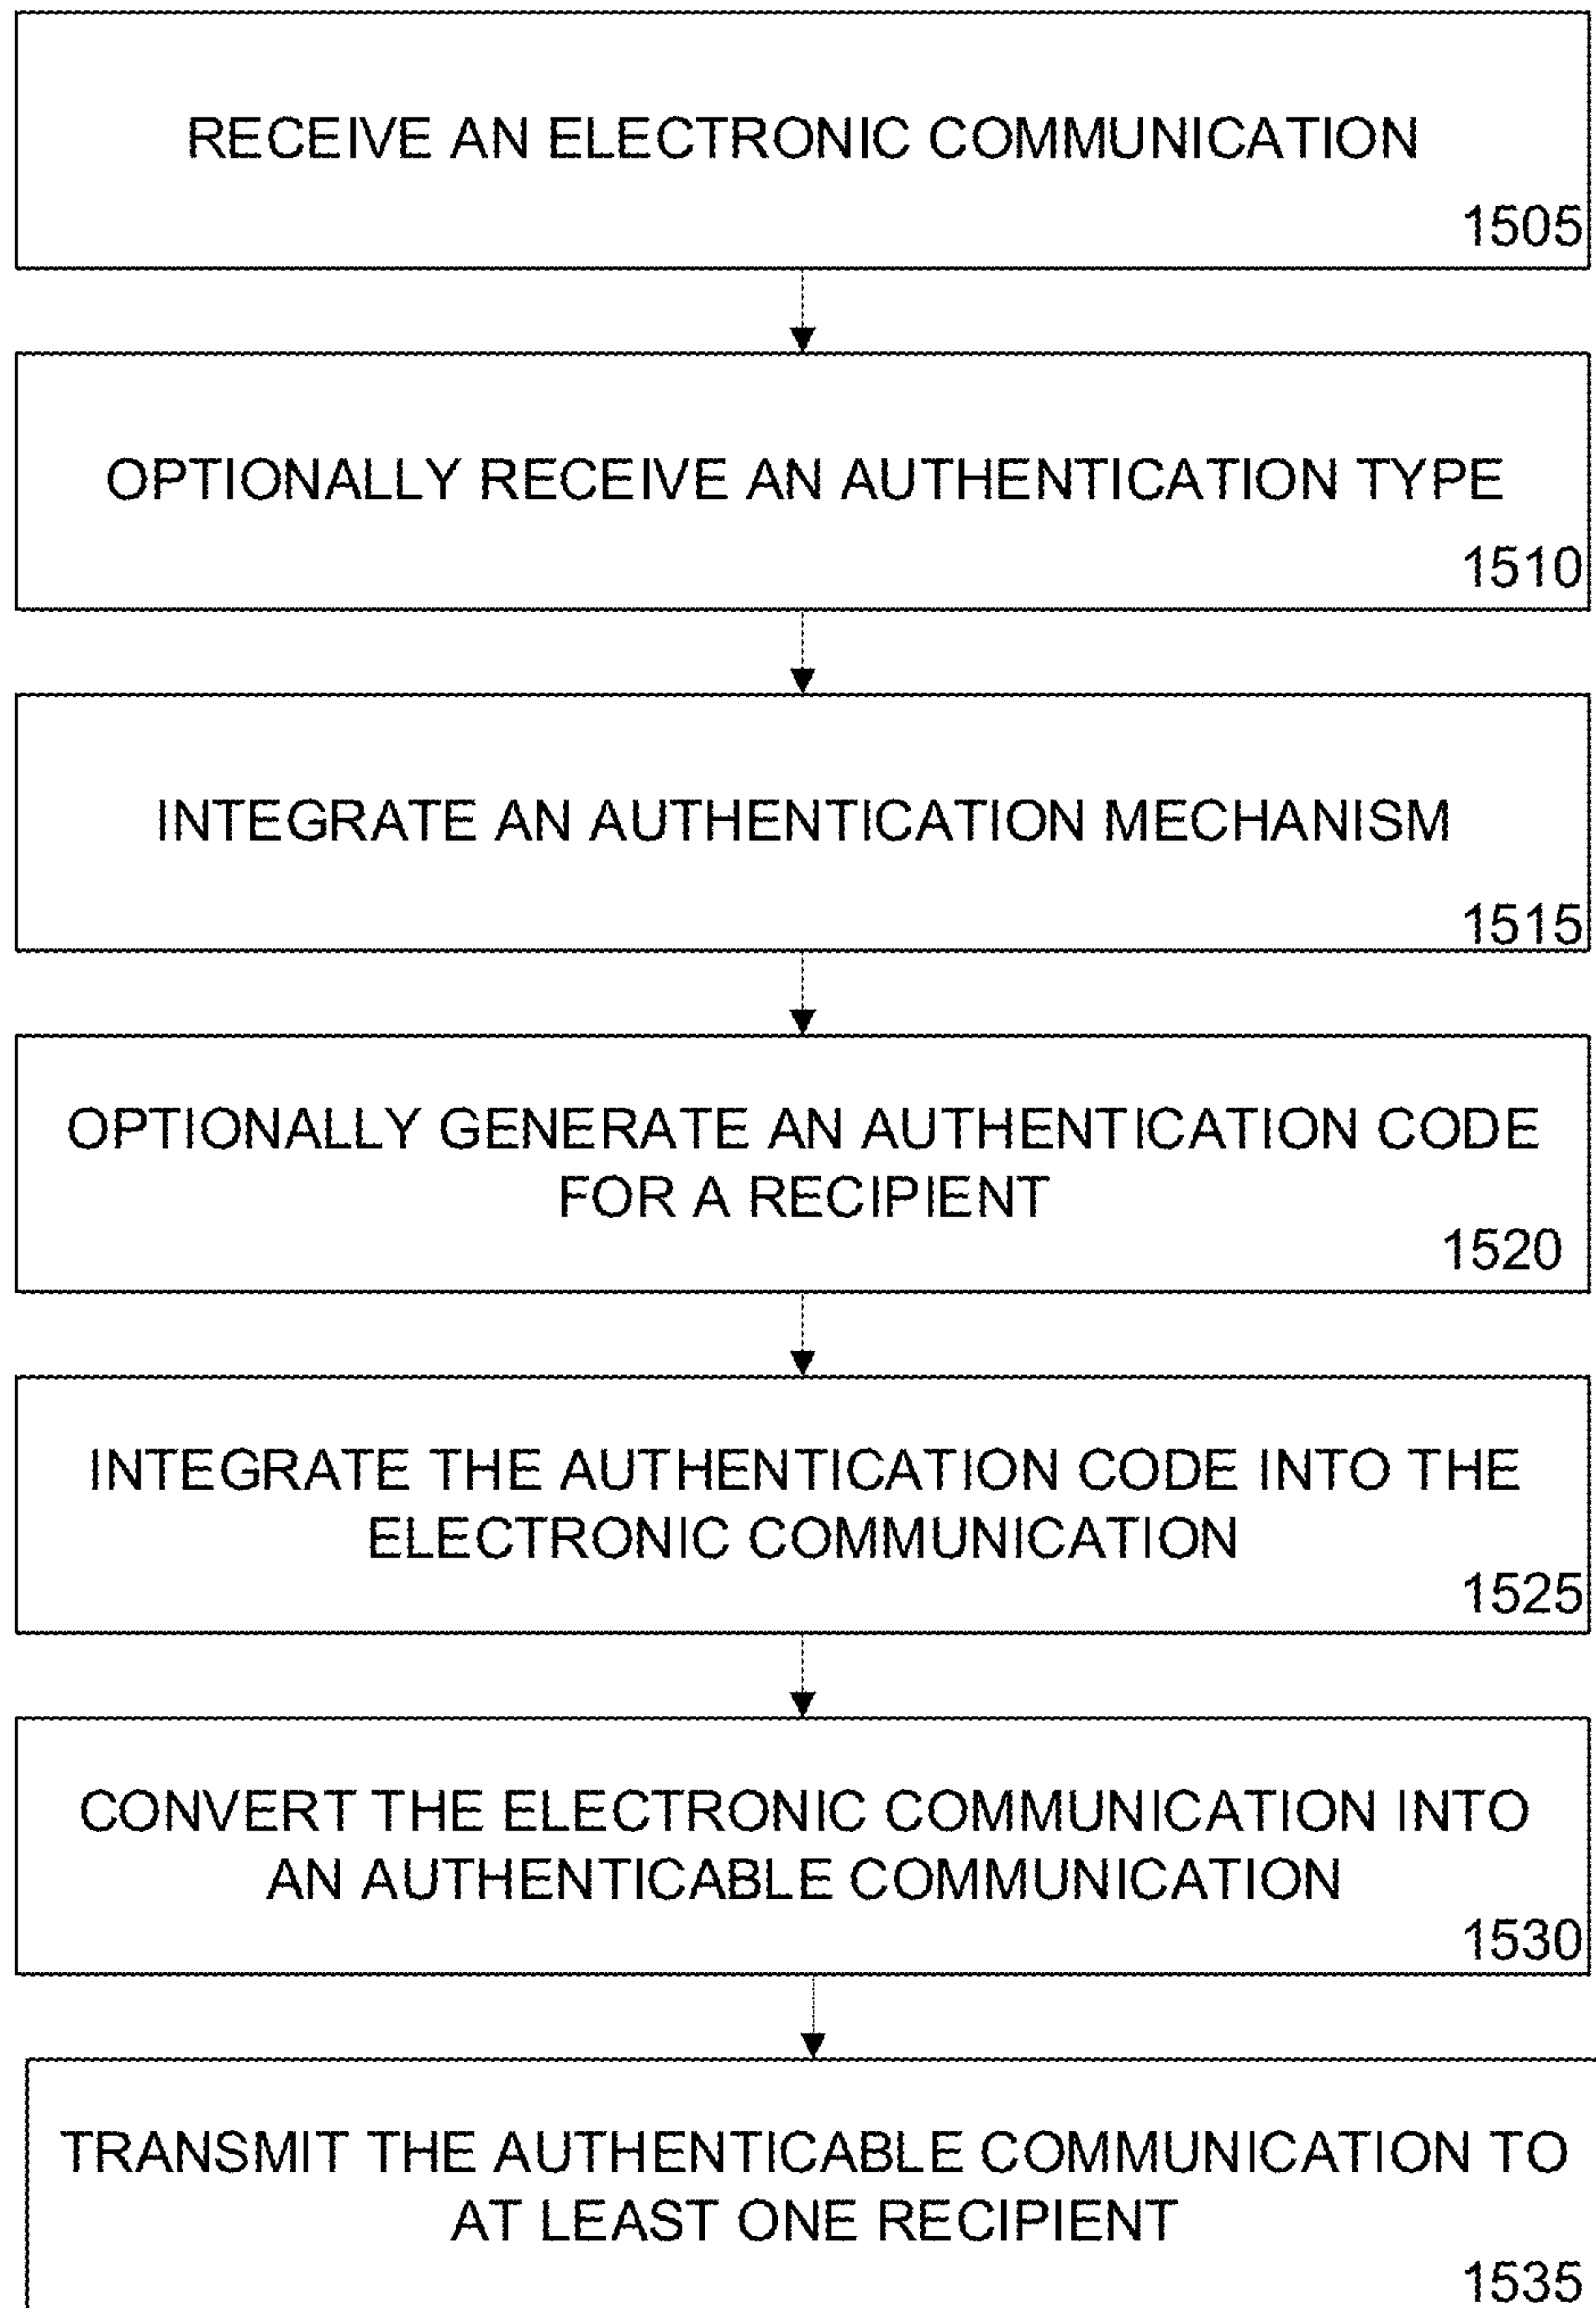 RECEIVE AN ELECTRONIC COMMUNICATION
1505
OPTIONALLY RECEIVE AN AUTHENTICATION TYPE
1510
INTEGRATE AN AUTHENTICATION MECHANISM
1515
OPTIONALLY GENERATE AN AUTHENTICATION CODE
FOR A RECIPIENT
1520
INTEGRATE THE AUTHENTICATION CODE INTO THE
ELECTRONIC COMMUNICATION
1525
CONVERT THE ELECTRONIC COMMUNICATION INTO
AN AUTHENTICABLE COMMUNICATION
1530
TRANSMIT THE AUTHENTICABLE COMMUNICATION TO
AT LEAST ONE RECIPIENT
1535